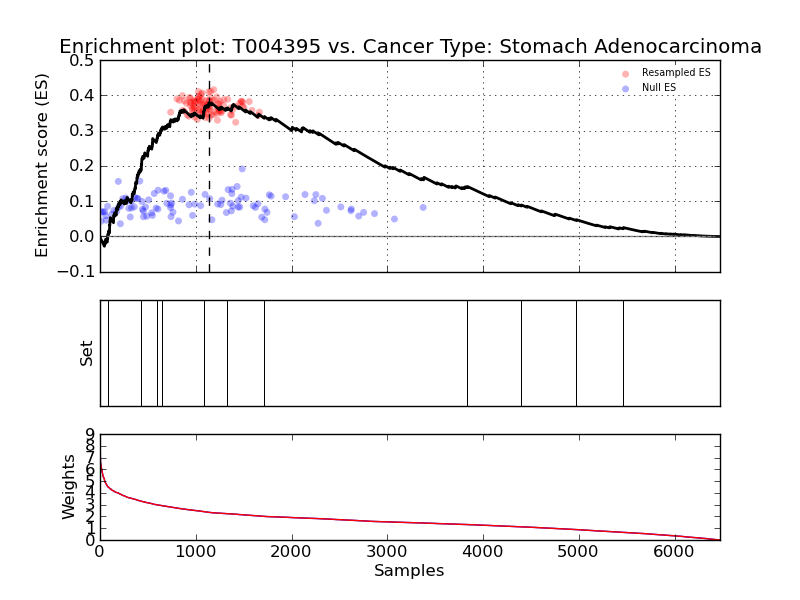 Enrichment plot: T004395 vs. Cancer Type: Stomach Adenocarcinoma
Enrichment score (ES)
0.5
0.4
0.3
0.2
0.1
0.0
−0.1
Resampled ES
Null ES
Set
Weights
9
8
7
6
5
4
3
2
1
0
0 1000 2000 3000 4000 5000 6000
Samples